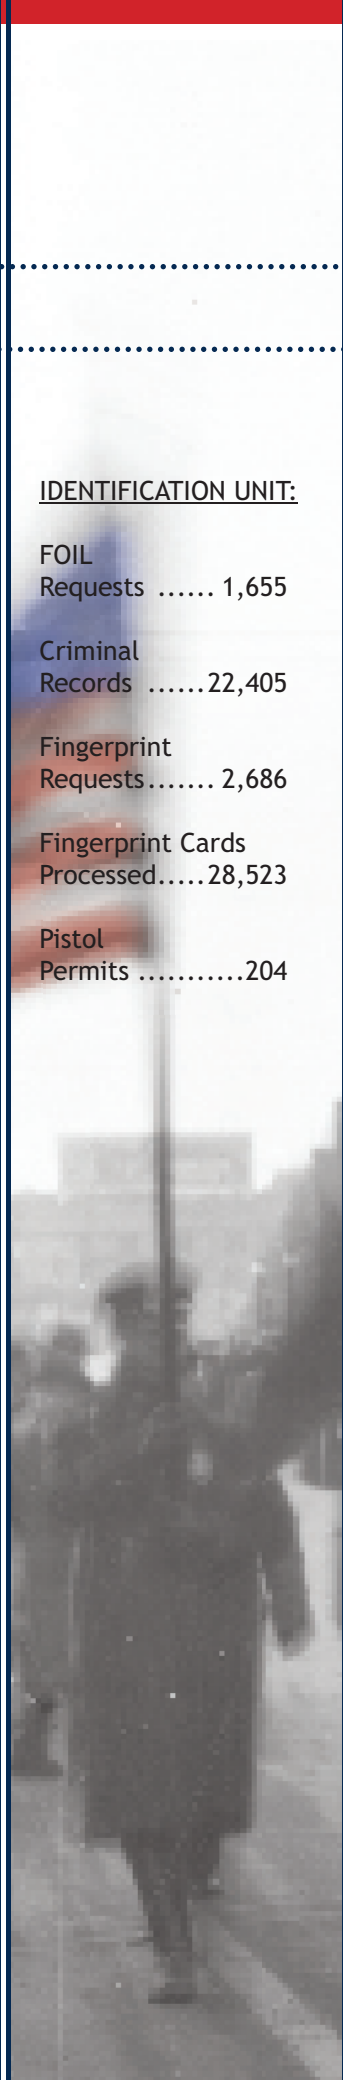 IDENTIFICATION UNIT:
FOIL
Requests ...... 1,655
Criminal
Records ......22,405
Fingerprint
Requests....... 2,686
Fingerprint Cards
Processed.....28,523
Pistol
Permits ...........204